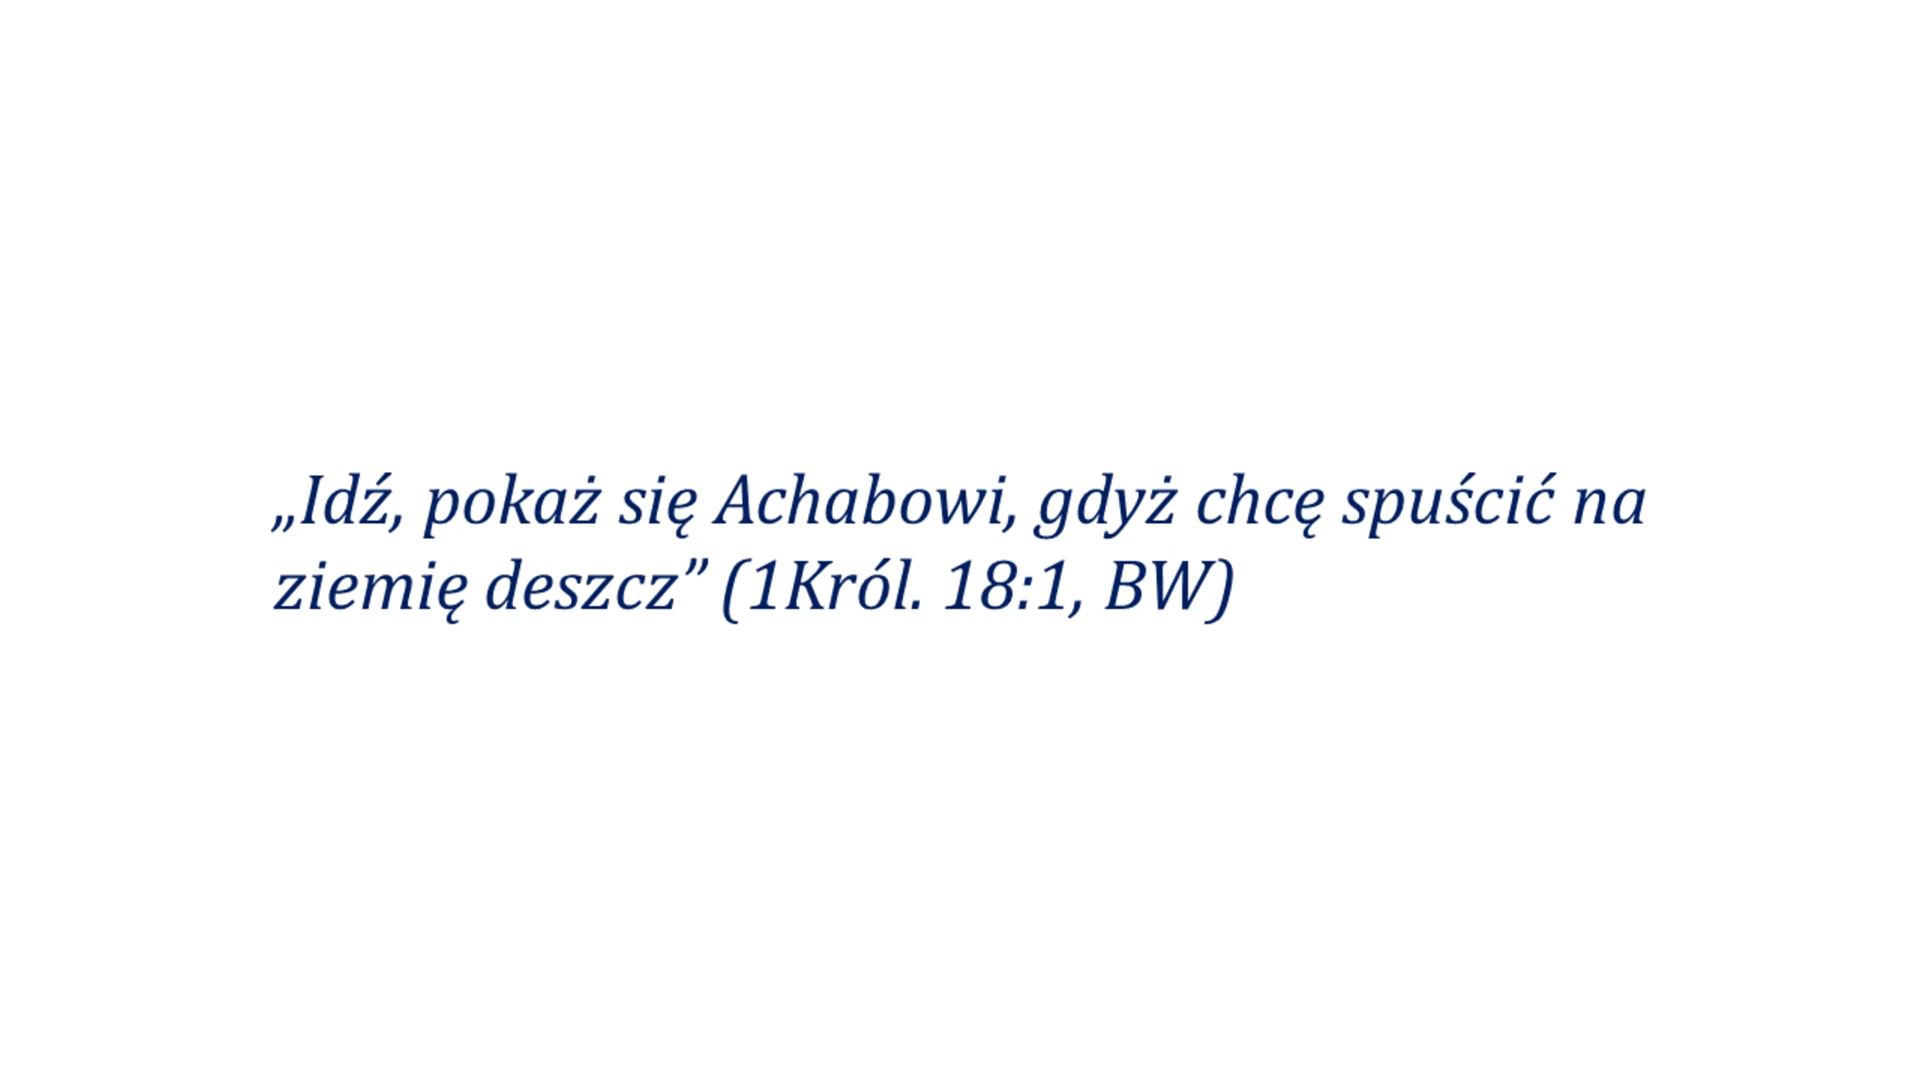 „Idź, pokaż się Achabowi, gdyż chcę spuścić na
ziemię deszcz” (1Król. 18:1, BW)